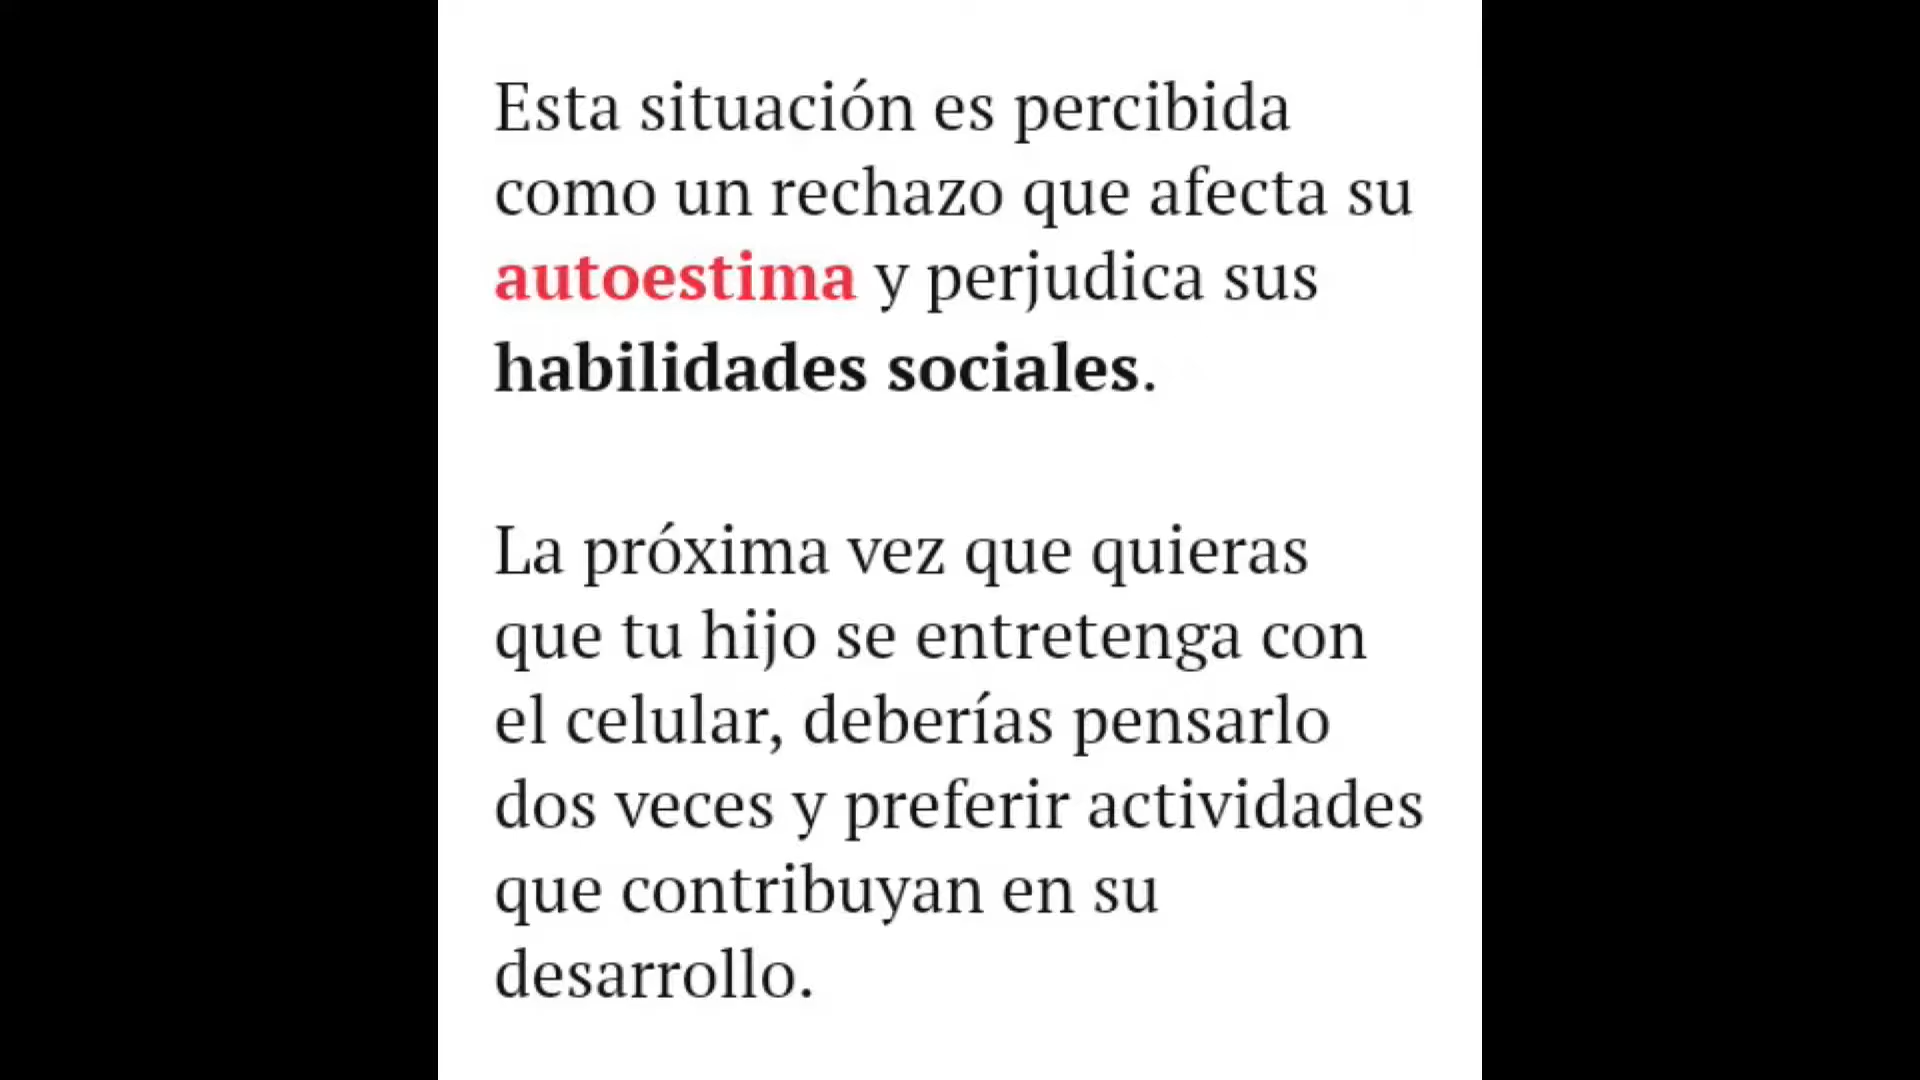 Esta situación es percibida
como un rechazo que afecta su
autoestima y perjudica sus
habilidades sociales.
La próxima vez que quieras
que tu hijo se entretenga con
el celular, deberías pensarlo
dos veces y preferir actividades
que contribuyan en su
desarrollo.